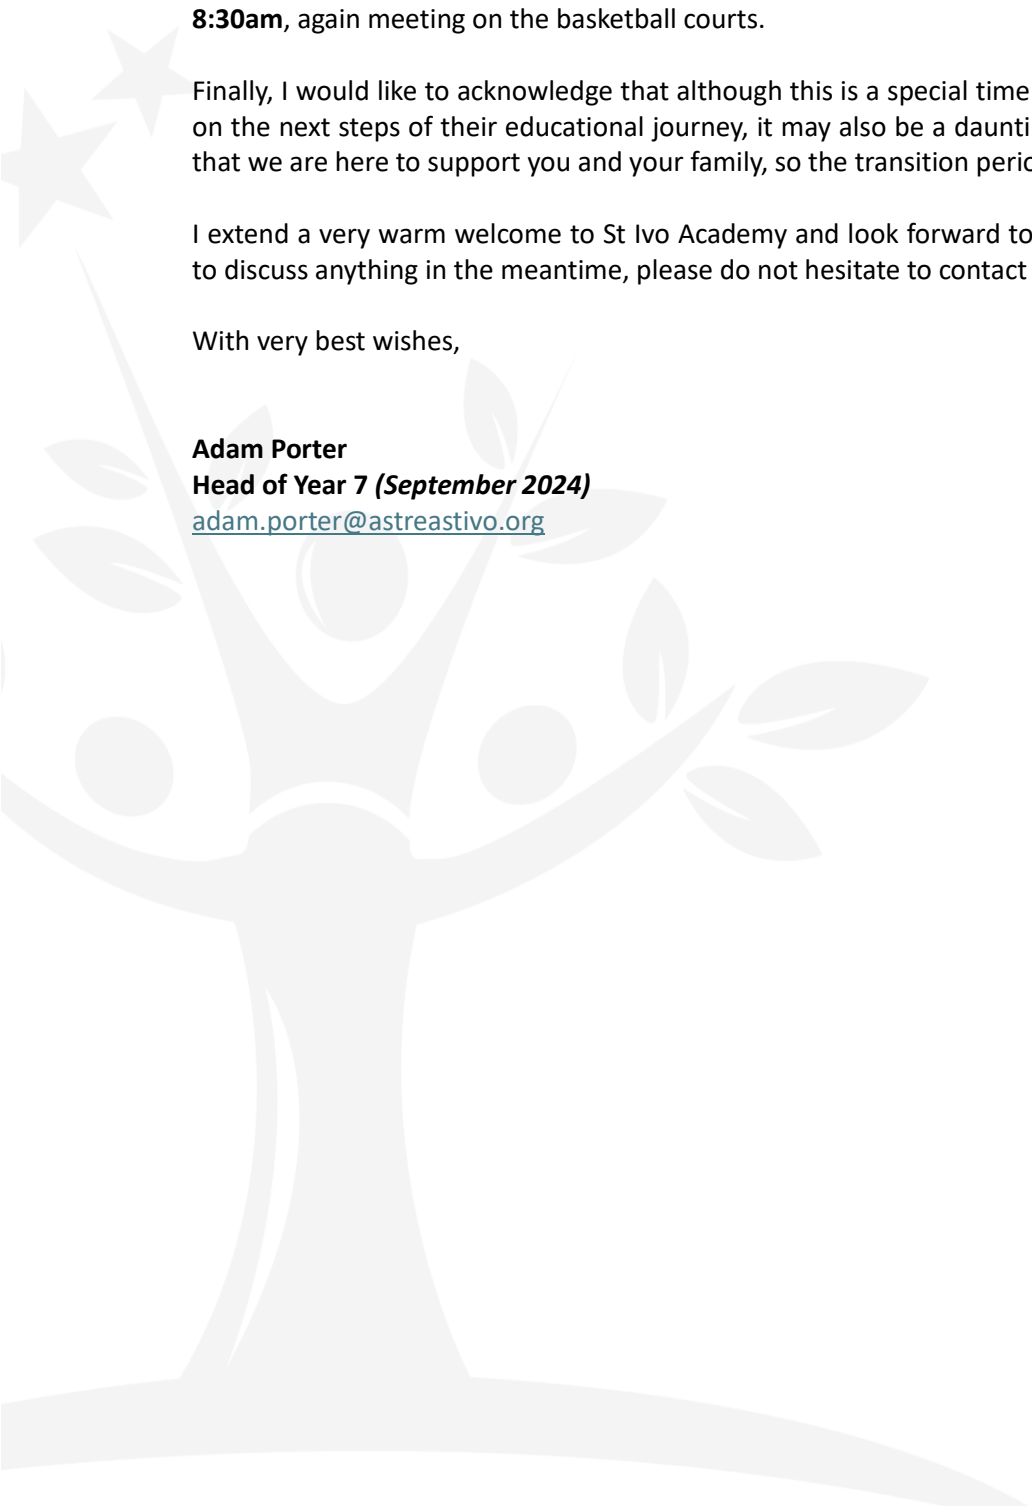 8:30am, again meeting on the basketball courts.
Finally, I would like to acknowledge that although this is a special time
on the next steps of their educational journey, it may also be a
that we are here to support you and your family, so the transition
I extend a very warm welcome to St Ivo Academy and look forward to
to discuss anything in the meantime, please do not hesitate to contact
With very best wishes,
Adam Porter
Head of Year 7 (September 2024)
adam.porter@astreastivo.org